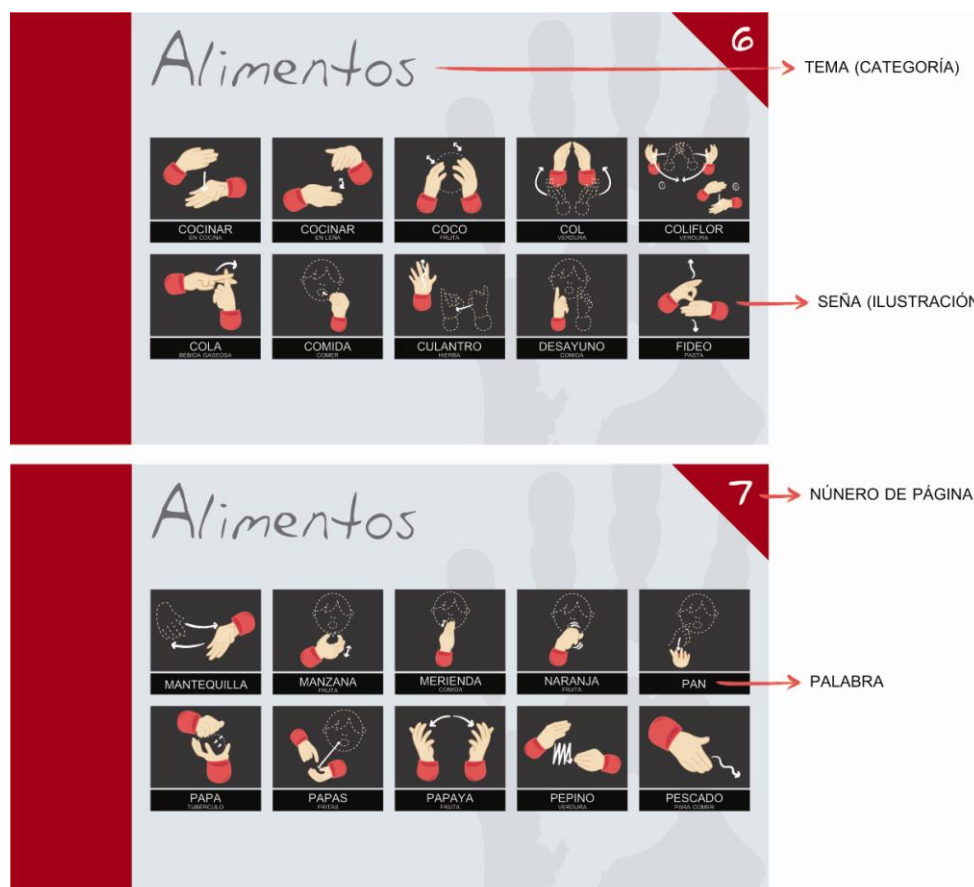 Alimentos
6
TEMA (CATEGORÍA)
COCINAR
EN COCINA
COCINAR
EN LEÑA
COCO
FRUTA
COL
VERDURA
COLIFLOR
VERDURA
SEÑA (ILUSTRACIÓN
COLA
BEBIDA GASEOSA
COMIDA
COMER
CULANTRO
HIERBA
DESAYUNO
COMIDA
FIDEO
PASTA
Alimentos
7
NÚNERO DE PÁGINA
MANTEQUILLA
MANZANA
FRUTA
MERIENDA
COMIDA
NARANJA
FRUTA
PAN
PALABRA
PAPA
TUBÉRCULO
PAPAS
FRITAS
PAPAYA
FRUTA
PEPINO
VERDURA
PESCADO
PARA COMER